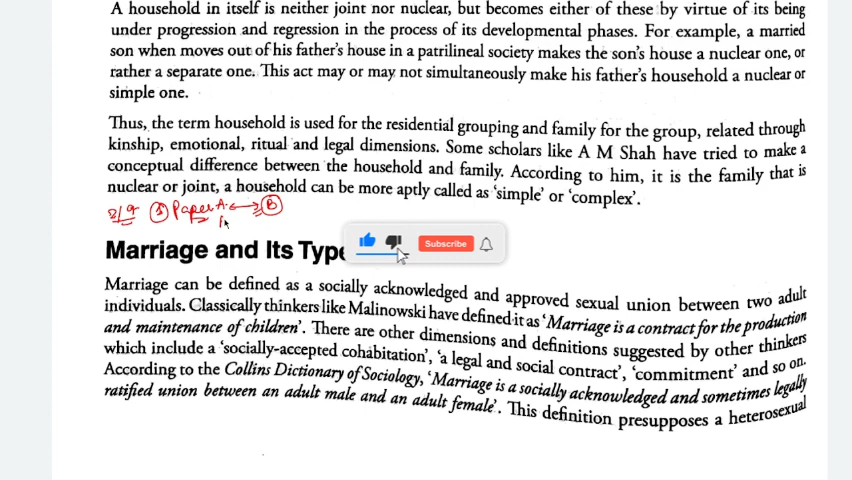 A household in itself is neither joint nor nuclear, but becomes either of these by virtue of its being
under progression and regression in the process of its developmental phases. For example, a married
son when moves out of his father's house in a patrilineal society makes the son's house a nuclear one, or
rather a separate one. This act may or may not simultaneously make his father's household a nuclear or
simple one.
Thus, the term household is used for the residential grouping and family for the group, related through
kinship, emotional, ritual and legal dimensions. Some scholars like A M Shah have tried to make a
conceptual difference between the household and family. According to him, it is the family that is
nuclear or joint, a household can be more aptly called as 'simple' or 'complex'.
Paper A B
Marriage and Its Type
Subscribe
Marriage can be defined as a socially acknowledged and approved sexual union between two adult
individuals. Classically thinkers like Malinowski have defined it as 'Marriage is a contract for the production
and maintenance of children'. There are other dimensions and definitions suggested by other thinkers
which include a 'socially-accepted cohabitation', 'a legal and social contract', 'commitment' and so on.
According to the Collins Dictionary of Sociology, 'Marriage is a socially acknowledged and sometimes legally
ratified union between an adult male and an adult female'. This definition presupposes a heterosexual